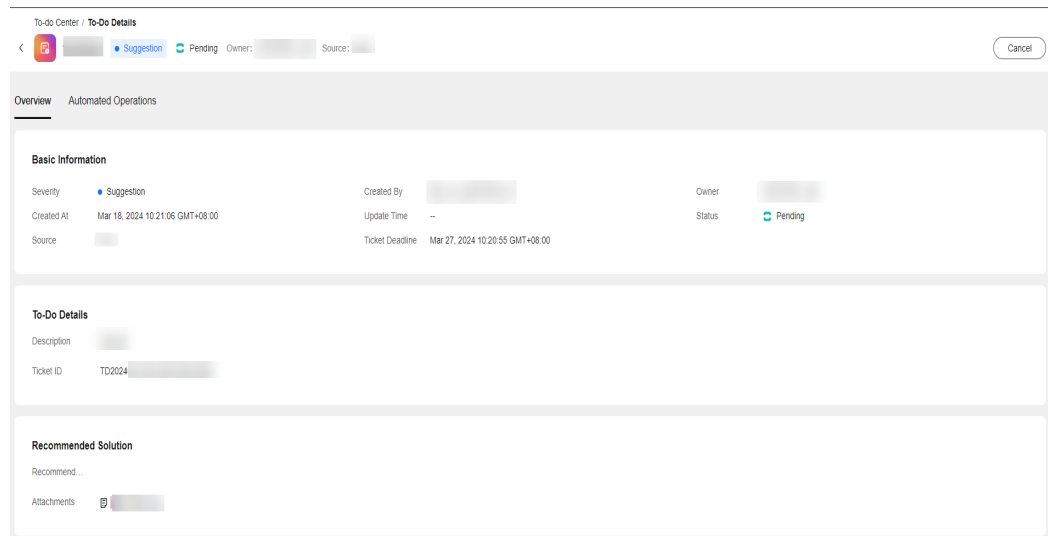 To-do Center / To-Do Details
Suggestion Pending Owner: Source:
Cancel
Overview Automated Operations
Basic Information
Severity Suggestion Created By Owner
Created At Mar 18, 2024 10:21:06 GMT+08:00 Update Time -- Status Pending
Source Ticket Deadline Mar 27, 2024 10:20:55 GMT+08:00
To-Do Details
Description
Ticket ID TD2024
Recommended Solution
Recommend...
Attachments